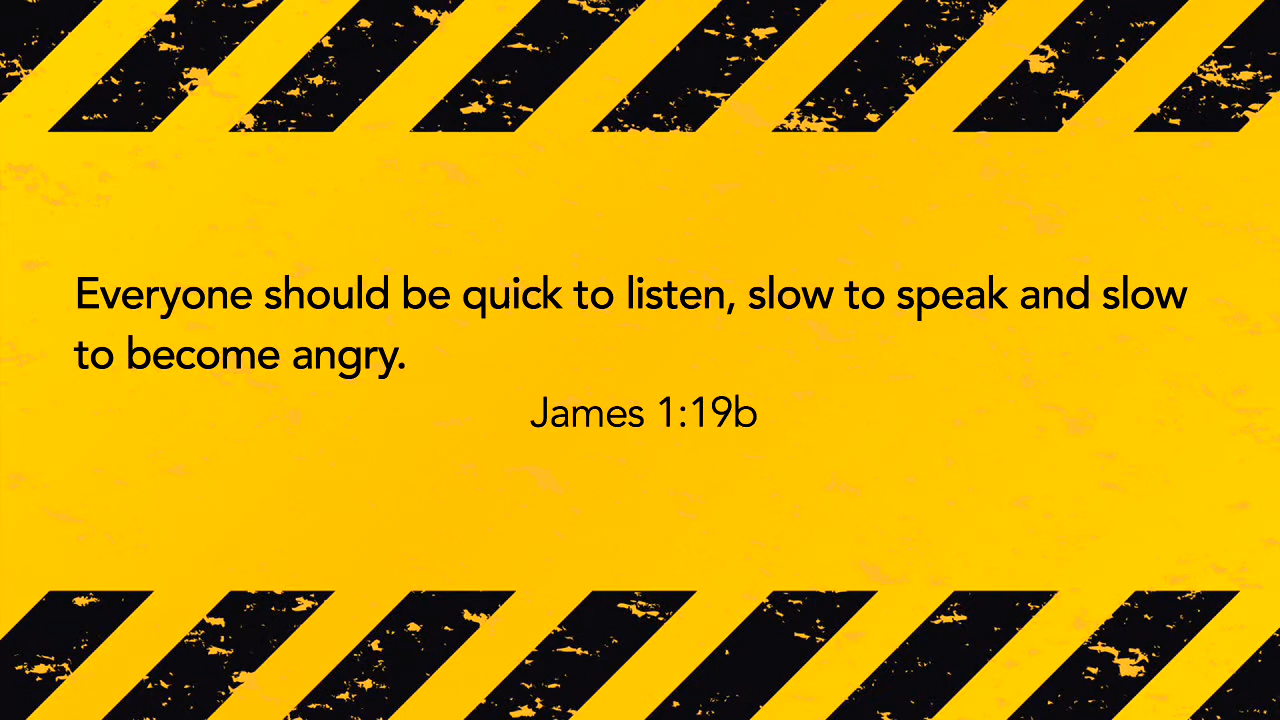 Everyone should be quick to listen, slow to speak and slow
to become angry.
James 1:19b